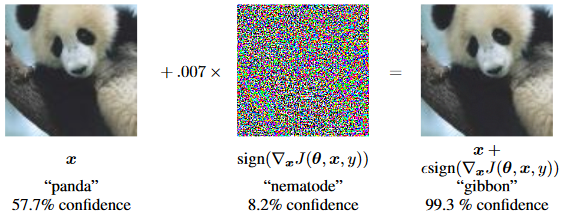 + .007 ×
=
x
sign(∇ₓJ(θ, x, y))
x +
ϵsign(∇ₓJ(θ, x, y))
“panda”
“nematode”
“gibbon”
57.7% confidence
8.2% confidence
99.3 % confidence